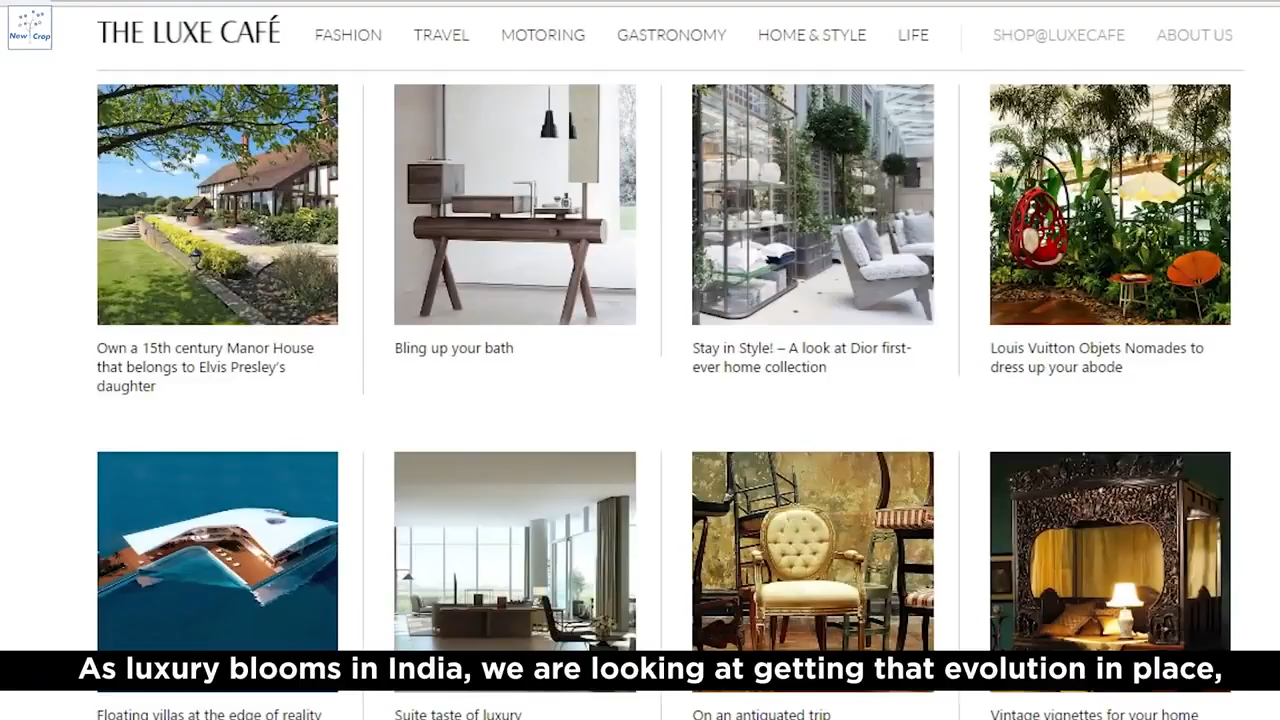 New Crop
THE LUXE CAFÉ FASHION TRAVEL MOTORING GASTRONOMY HOME & STYLE LIFE SHOP@LUXECAFE ABOUT US
Own a 15th century Manor House
that belongs to Elvis Presley's
daughter
Bling up your bath
Stay in Style! – A look at Dior first-
ever home collection
Louis Vuitton Objets Nomades to
dress up your abode
As luxury blooms in India, we are looking at getting that evolution in place,
Floating villas at the edge of reality
Suite taste of luxury
On an antiquated trip
Vintage vignettes for your home